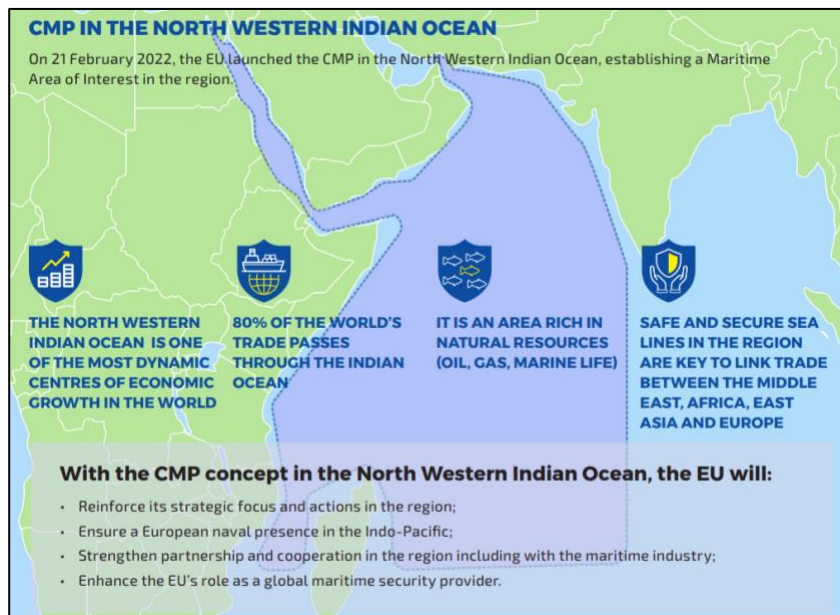 CMP IN THE NORTH WESTERN INDIAN OCEAN
On 21 February 2022, the EU launched the CMP in the North Western Indian Ocean, establishing a Maritime
Area of Interest in the region.
THE NORTH WESTERN
INDIAN OCEAN IS ONE
OF THE MOST DYNAMIC
CENTRES OF ECONOMIC
GROWTH IN THE WORLD
80% OF THE WORLD'S
TRADE PASSES
THROUGH THE INDIAN
OCEAN
IT IS AN AREA RICH IN
NATURAL RESOURCES
(OIL, GAS, MARINE LIFE)
SAFE AND SECURE SEA
LINES IN THE REGION
ARE KEY TO LINK TRADE
BETWEEN THE MIDDLE
EAST, AFRICA, EAST
ASIA AND EUROPE
With the CMP concept in the North Western Indian Ocean, the EU will:
• Reinforce its strategic focus and actions in the region;
• Ensure a European naval presence in the Indo-Pacific;
• Strengthen partnership and cooperation in the region including with the maritime industry;
• Enhance the EU's role as a global maritime security provider.